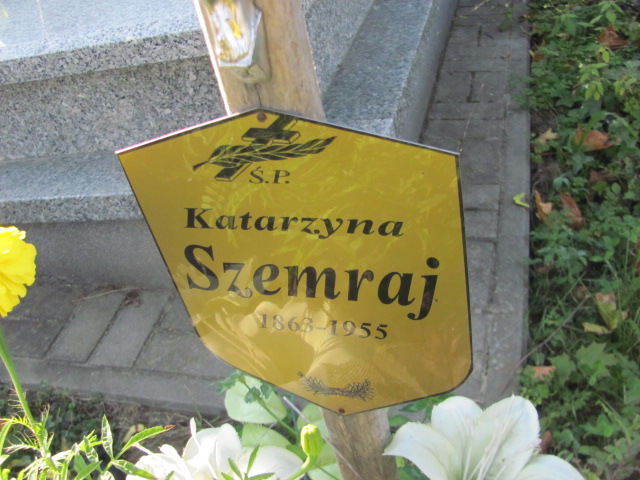 Ś.P.
Katarzyna
Szemraj
1863-1955